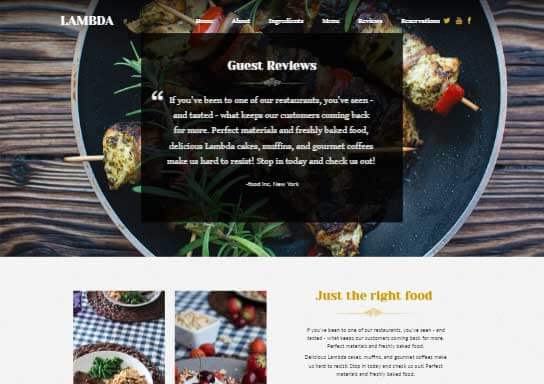 LAMBDA Home About Ingredients Menu Reviews Reservations
Guest Reviews
“ If you've been to one of our restaurants, you've seen -
and tasted - what keeps our customers coming back
for more. Perfect materials and freshly baked food,
delicious Lambda cakes, muffins, and gourmet coffees
make us hard to resist! Stop in today and check us out!
-food inc, New York
Just the right food
If you've been to one of our restaurants, you've seen - and
tasted - what keeps our customers coming back for more.
Perfect materials and freshly baked food.
Delicious Lambda cakes, muffins, and gourmet coffees make
us hard to resist! Stop in today and check us out! Perfect
materials and freshly baked food.